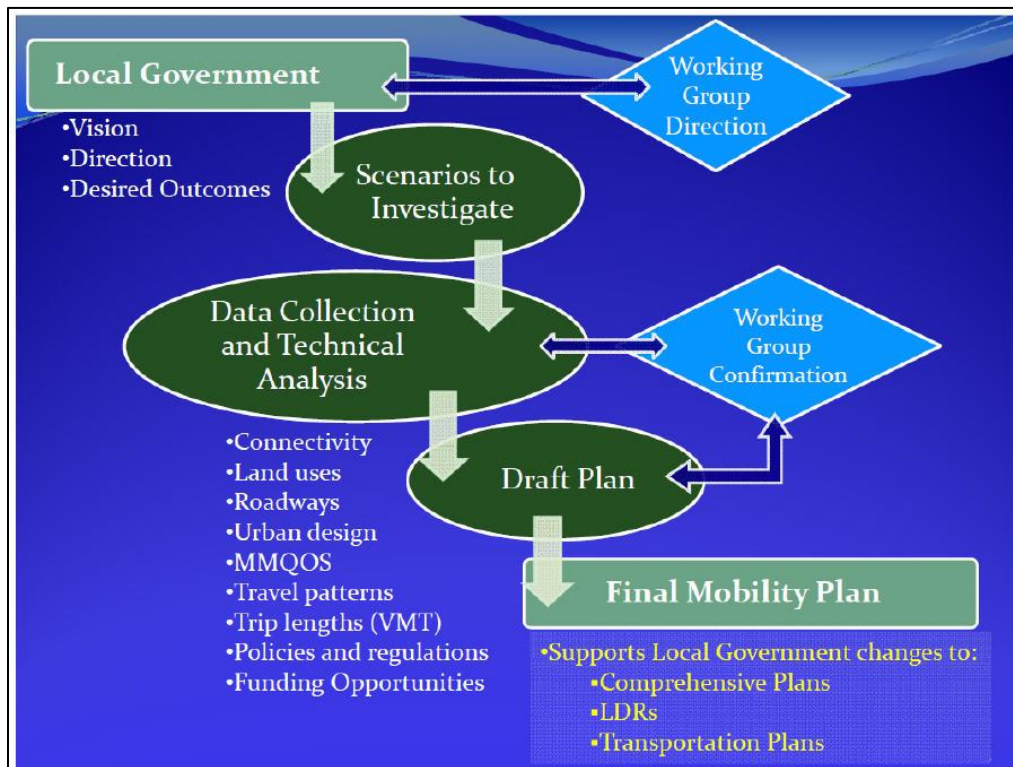 Local Government
Working
Group
Direction
•Vision
•Direction
•Desired Outcomes
Scenarios to
Investigate
Data Collection
and Technical
Analysis
Working
Group
Confirmation
•Connectivity
•Land uses
•Roadways
•Urban design
•MMQOS
•Travel patterns
•Trip lengths (VMT)
•Policies and regulations
•Funding Opportunities
Draft Plan
Final Mobility Plan
•Supports Local Government changes to:
▪Comprehensive Plans
▪LDRs
▪Transportation Plans